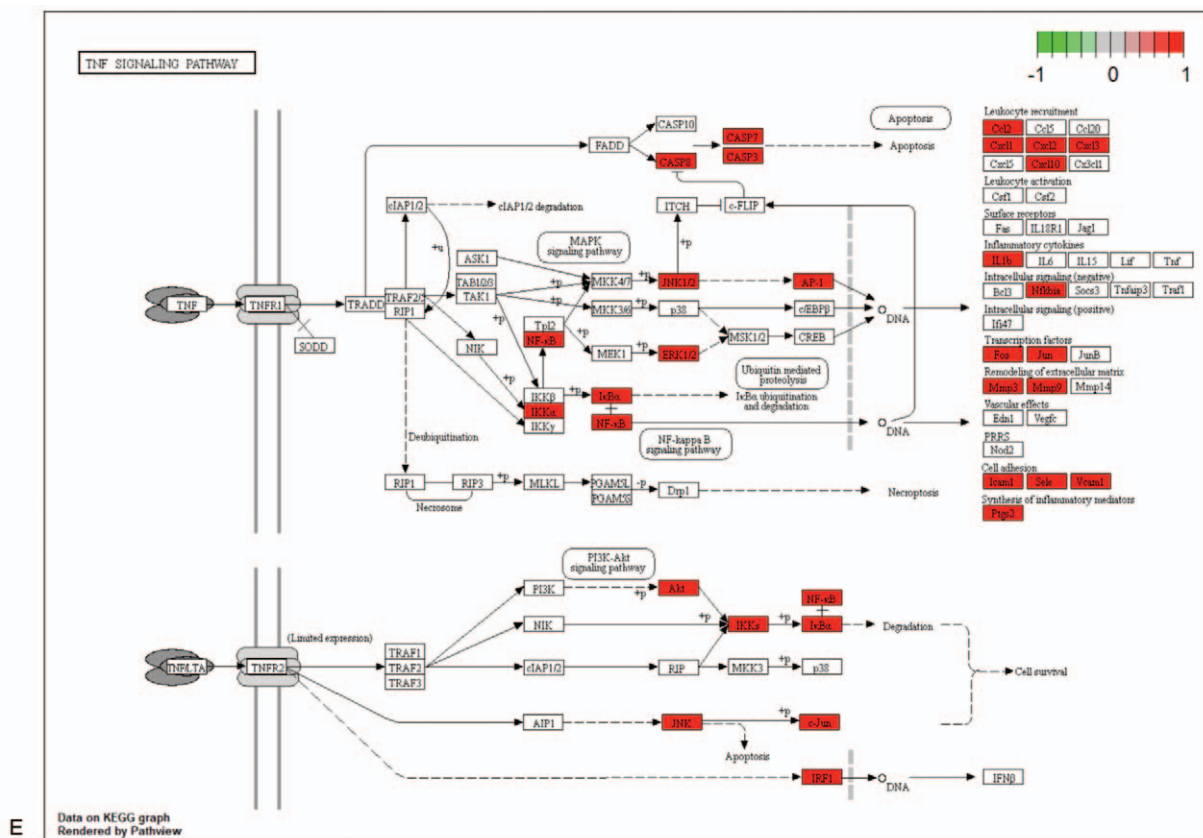 TNF SIGNALING PATHWAY
-1 0 1
Leukocyte recruitment
Ccl2 Ccl5 Ccl20
Cxcl1 Cxcl2 Cxcl3
Cxcl5 Cxcl10 Cx3cl1
Leukocyte activation
Csf1 Csf2
Surface receptors
Fas IL18R1 Jag1
Inflammatory cytokines
IL1b IL6 IL15 Lif Tnf
Intracellular signaling (negative)
Bcl3 Nfkbia Socs3 Tnfaip3 Traf1
Intracellular signaling (positive)
Ifi47
Transcription factors
Fos Jun JunB
Remodeling of extracellular matrix
Mmp3 Mmp9 Mmp14
Vascular effects
Edn1 Vegfc
PRRS
Nod2
Cell adhesion
Icam1 Sele Vcam1
Synthesis of inflammatory mediators
Ptgs2
CASP10
FADD
CASP8
CASP7
CASP3
Apoptosis
Apoptosis
cIAP1/2
cIAP1/2 degradation
ITCH
c-FLIP
+u
+p
MAPK
signaling pathway
ASK1
TAB1/2/3
TAK1
+p
+p
+p
MKK4/7
+p
JNK1/2
AP-1
TNF
TNFR1
TRADD
TRAF2/5
RIP1
SODD
MKK3/6
+p
p38
c/EBPβ
DNA
Tpl2
NF-κB
+p
MSK1/2
CREB
NIK
MEK1
+p
ERK1/2
+p
Ubiquitin mediated
proteolysis
IKKβ
IKKα
IKKγ
+p
IκBα
IκBα ubiquitination
and degradation
NF-κB
DNA
NF-kappa B
signaling pathway
Deubiquitination
RIP1
RIP3
+p
MLKL
PGAM5L
PGAM5S
-p
Drp1
Necroptosis
Necrosome
PI3K-Akt
signaling pathway
PI3K
+p
Akt
NF-κB
(Limited expression)
NIK
+p
IKKs
+p
IκBα
Degradation
TRAF1
TRAF2
TRAF3
TNF/LTA
TNFR2
cIAP1/2
RIP
MKK3
+p
p38
Cell survival
AIP1
JNK
+p
c-Jun
Apoptosis
IRF1
DNA
IFNβ
Data on KEGG graph
Rendered by Pathview
E